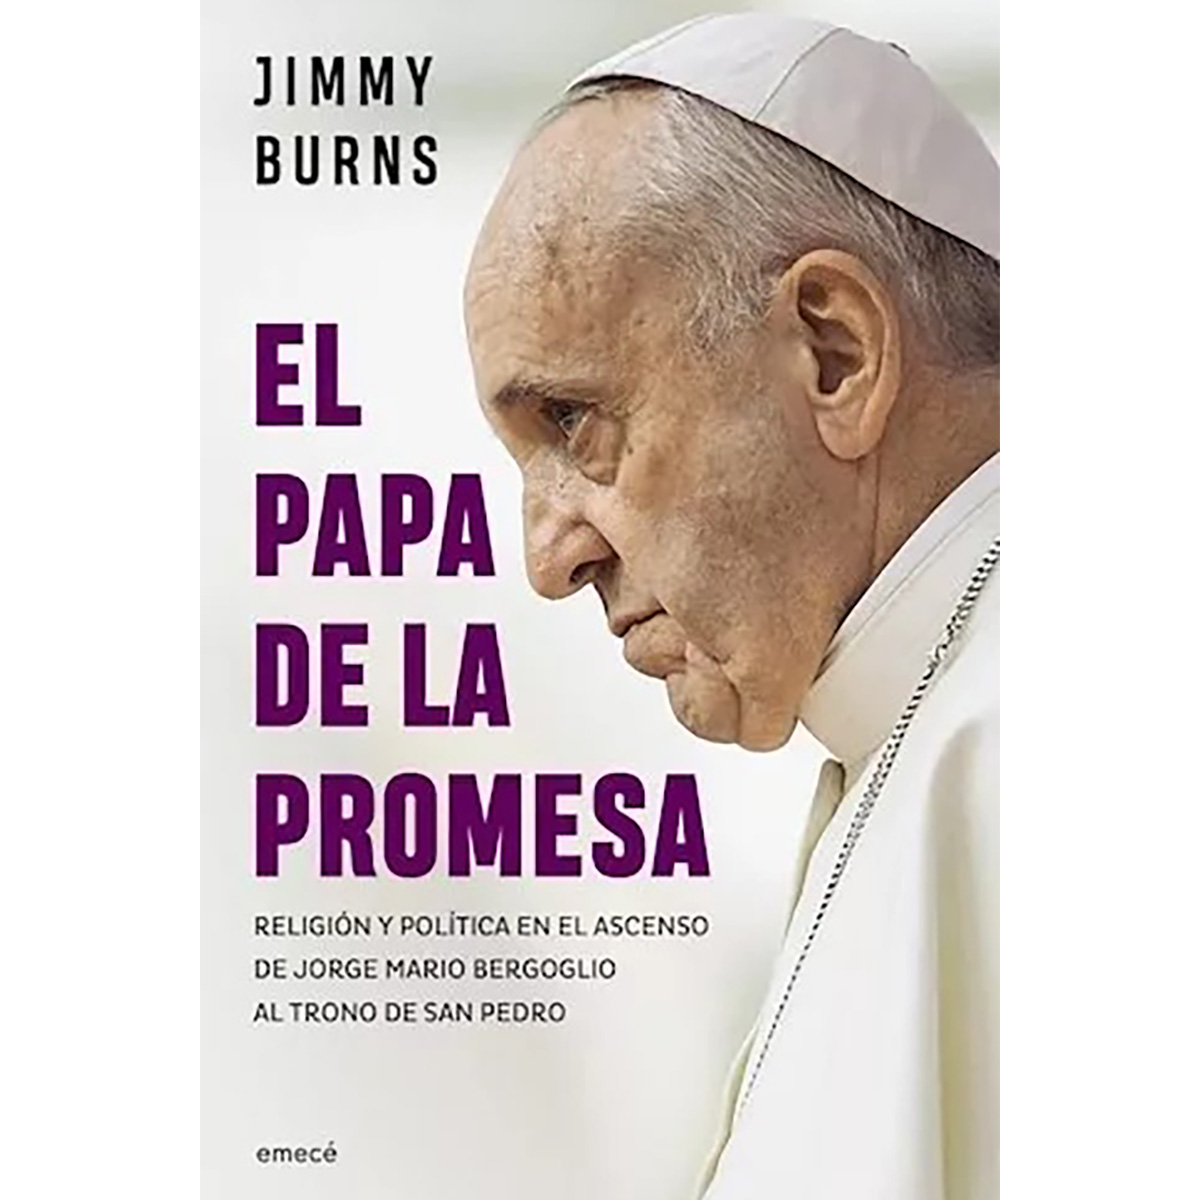 JIMMY
BURNS
EL
PAPA
DE LA
PROMESA
RELIGIÓN Y POLÍTICA EN EL ASCENSO
DE JORGE MARIO BERGOGLIO
AL TRONO DE SAN PEDRO
emecé